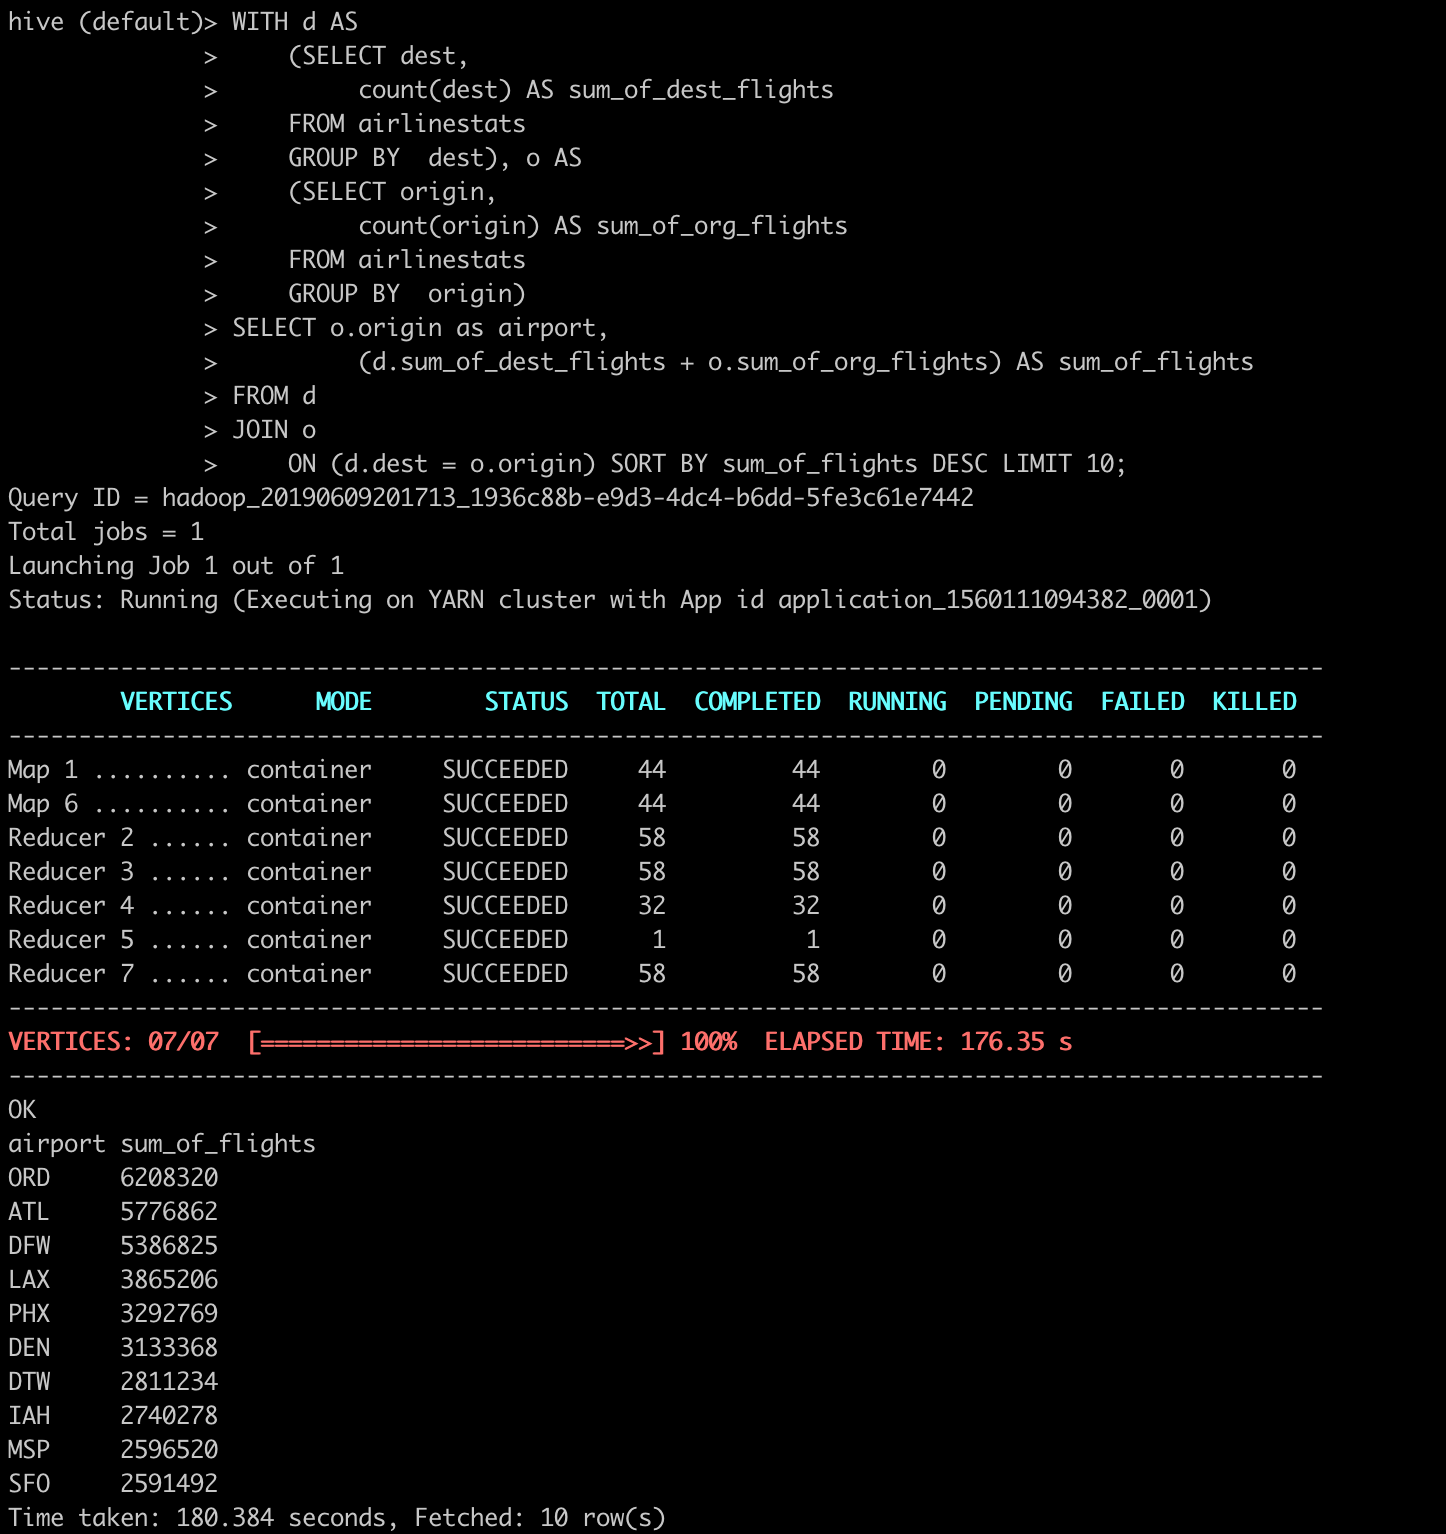 hive (default)> WITH d AS
              >     (SELECT dest,
              >          count(dest) AS sum_of_dest_flights
              >     FROM airlinestats
              >     GROUP BY  dest), o AS
              >     (SELECT origin,
              >          count(origin) AS sum_of_org_flights
              >     FROM airlinestats
              >     GROUP BY  origin)
              > SELECT o.origin as airport,
              >          (d.sum_of_dest_flights + o.sum_of_org_flights) AS sum_of_flights
              > FROM d
              > JOIN o
              >     ON (d.dest = o.origin) SORT BY sum_of_flights DESC LIMIT 10;
Query ID = hadoop_20190609201713_1936c88b-e9d3-4dc4-b6dd-5fe3c61e7442
Total jobs = 1
Launching Job 1 out of 1
Status: Running (Executing on YARN cluster with App id application_1560111094382_0001)

----------------------------------------------------------------------------------------------
        VERTICES      MODE        STATUS  TOTAL  COMPLETED  RUNNING  PENDING  FAILED  KILLED
----------------------------------------------------------------------------------------------
Map 1 .......... container     SUCCEEDED     44         44        0        0       0       0
Map 6 .......... container     SUCCEEDED     44         44        0        0       0       0
Reducer 2 ...... container     SUCCEEDED     58         58        0        0       0       0
Reducer 3 ...... container     SUCCEEDED     58         58        0        0       0       0
Reducer 4 ...... container     SUCCEEDED     32         32        0        0       0       0
Reducer 5 ...... container     SUCCEEDED      1          1        0        0       0       0
Reducer 7 ...... container     SUCCEEDED     58         58        0        0       0       0
----------------------------------------------------------------------------------------------
VERTICES: 07/07  [==========================>>] 100%  ELAPSED TIME: 176.35 s
----------------------------------------------------------------------------------------------
OK
airport sum_of_flights
ORD     6208320
ATL     5776862
DFW     5386825
LAX     3865206
PHX     3292769
DEN     3133368
DTW     2811234
IAH     2740278
MSP     2596520
SFO     2591492
Time taken: 180.384 seconds, Fetched: 10 row(s)